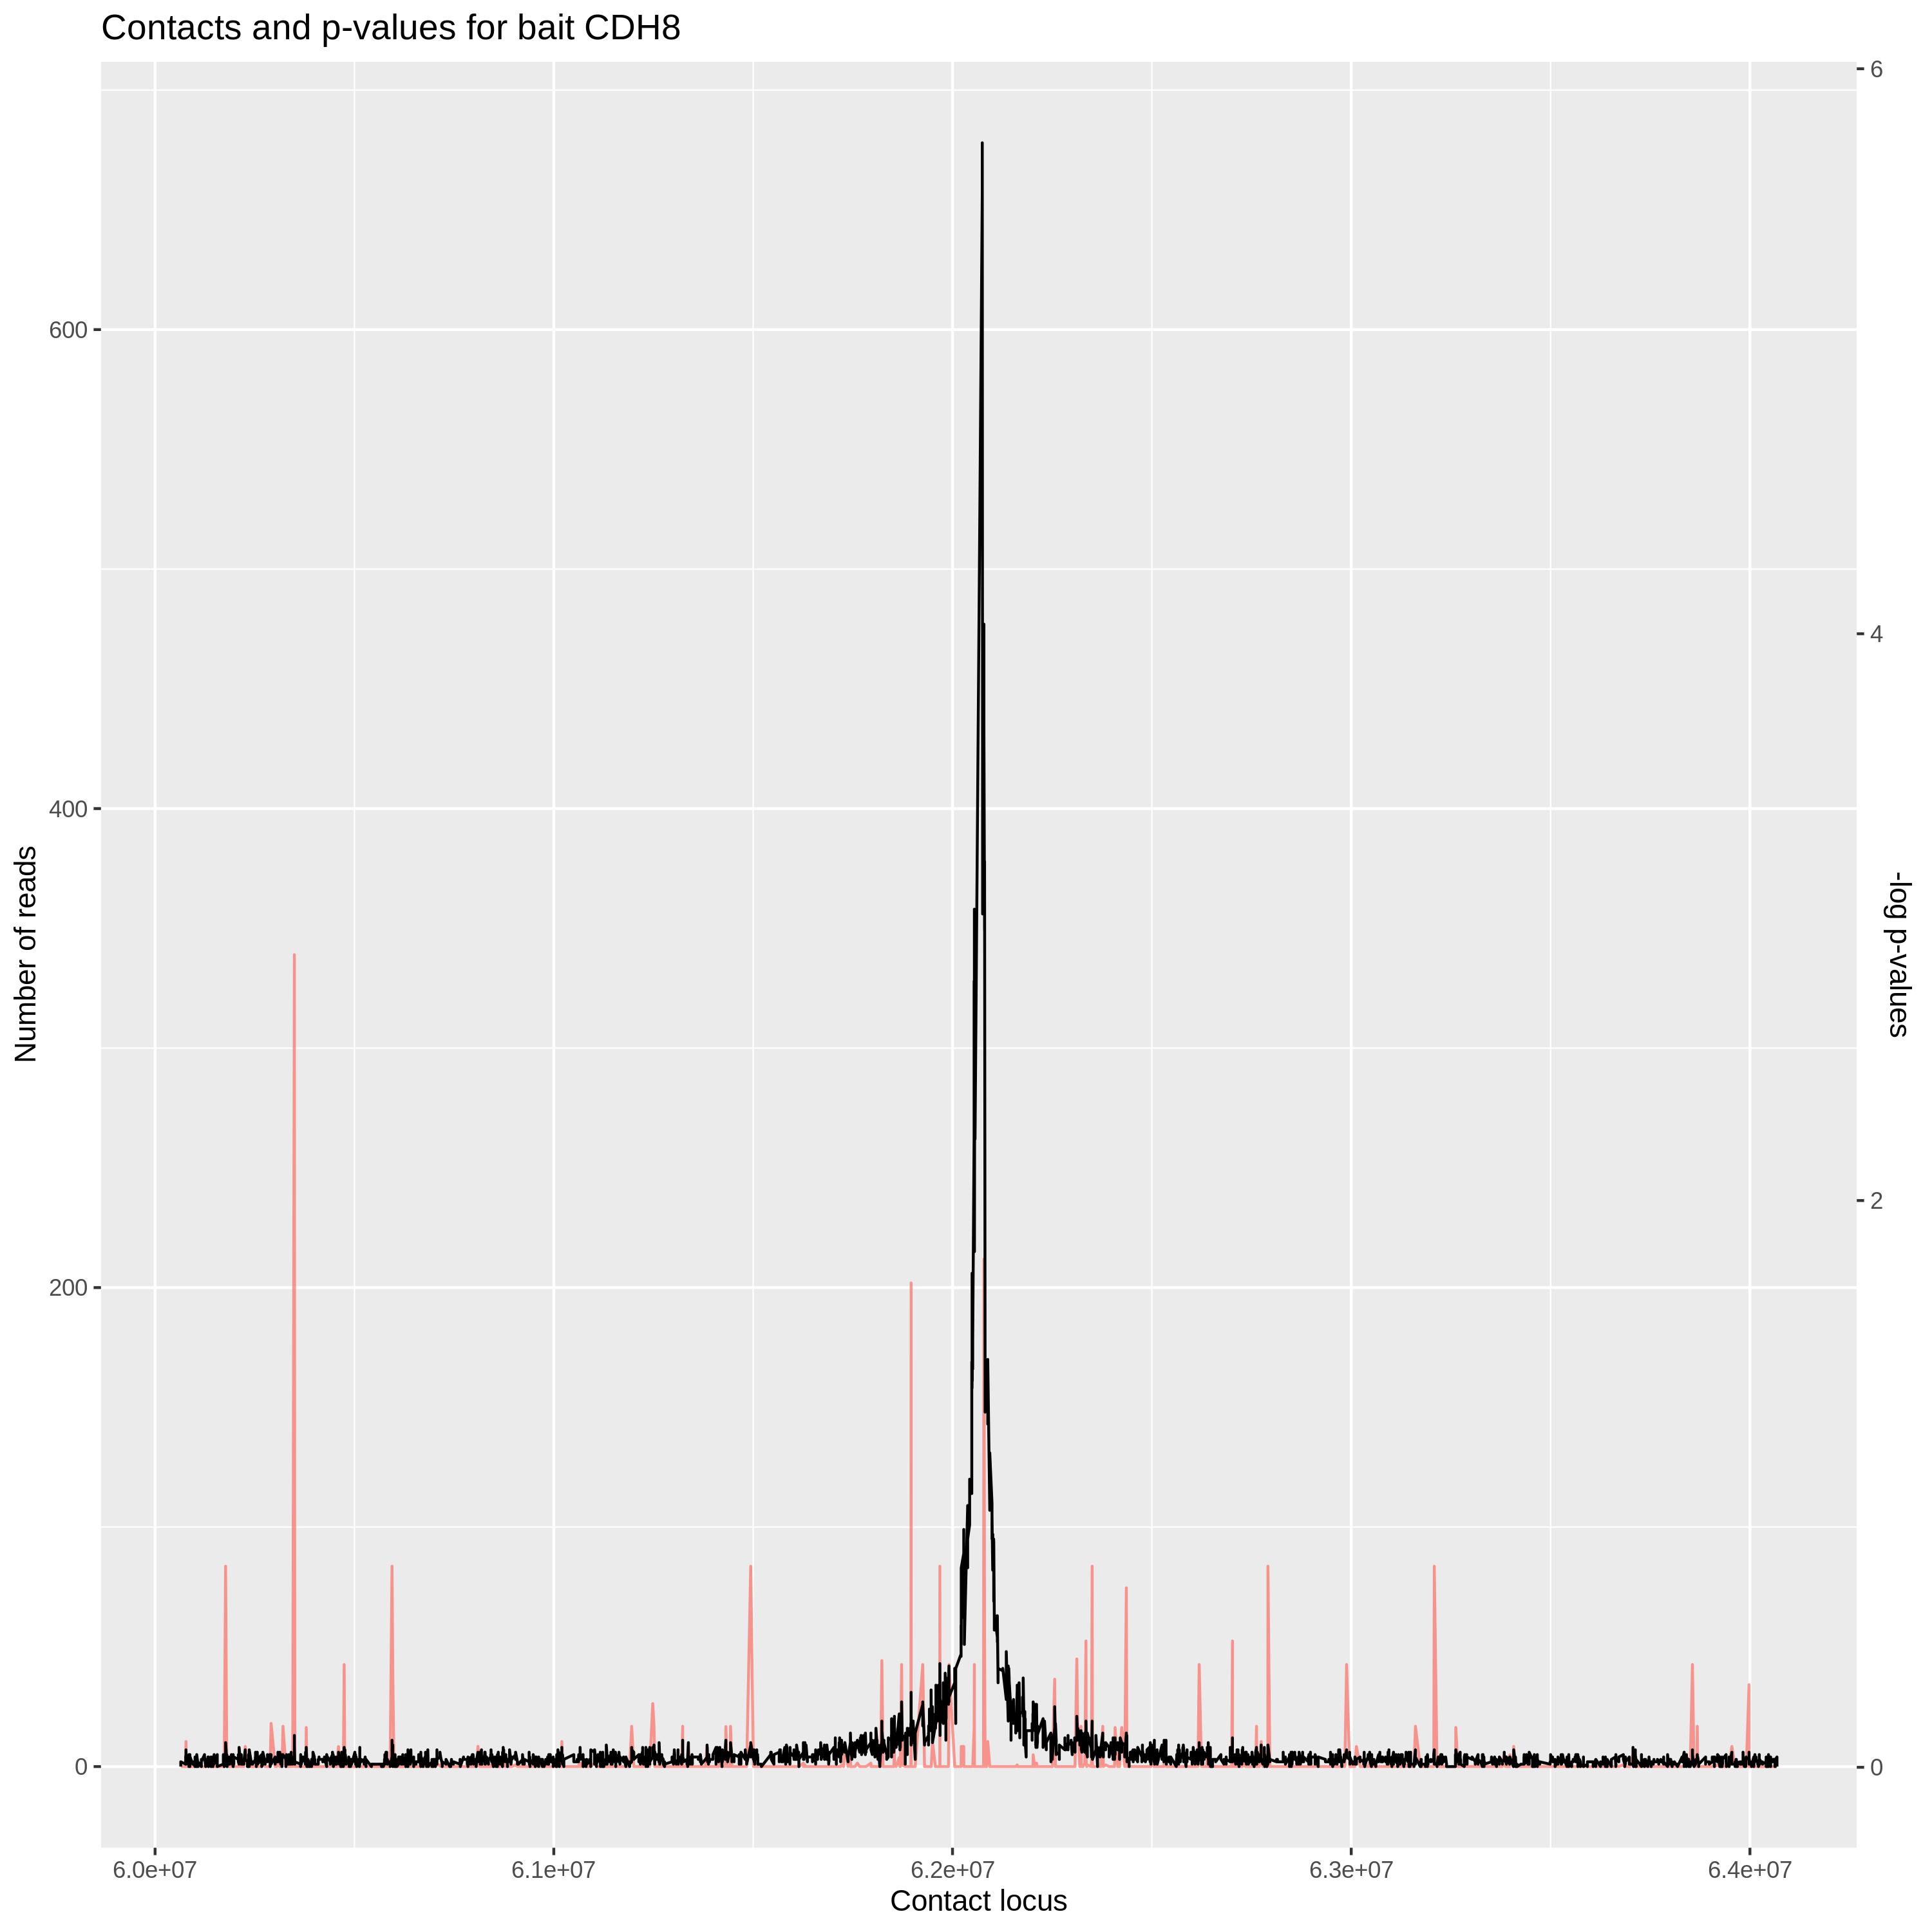 Contacts and p-values for bait CDH8
6
600
4
400
Number of reads
-log p-values
2
200
0
0
6.0e+07 6.1e+07 6.2e+07 6.3e+07 6.4e+07
Contact locus